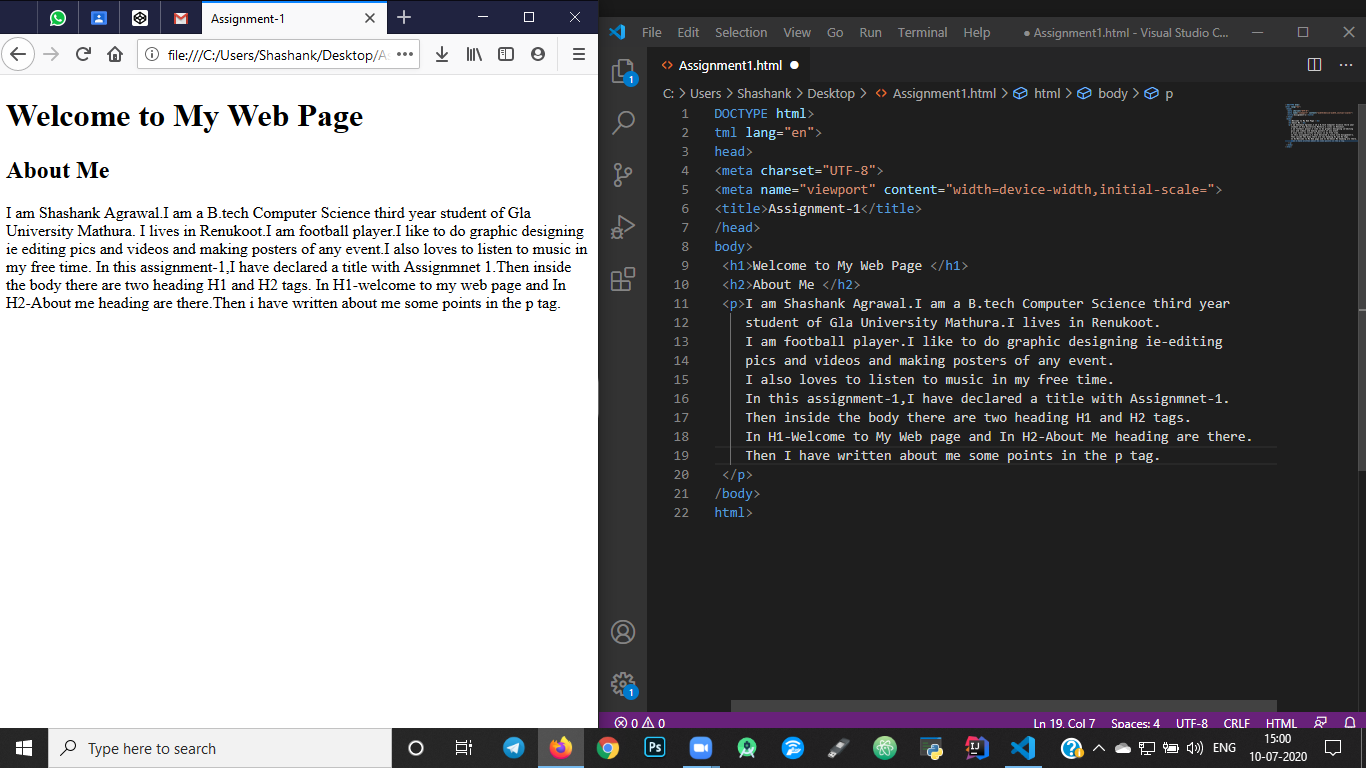 Assignment-1
file:///C:/Users/Shashank/Desktop/As
Welcome to My Web Page
About Me
I am Shashank Agrawal.I am a B.tech Computer Science third year student of Gla
University Mathura. I lives in Renukoot.I am football player.I like to do graphic designing
ie editing pics and videos and making posters of any event.I also loves to listen to music in
my free time. In this assignment-1,I have declared a title with Assignmnet 1.Then inside
the body there are two heading H1 and H2 tags. In H1-welcome to my web page and In
H2-About me heading are there.Then i have written about me some points in the p tag.
File Edit Selection View Go Run Terminal Help ● Assignment1.html - Visual Studio C...
Assignment1.html
C: > Users > Shashank > Desktop > Assignment1.html > html > body > p
1 DOCTYPE html>
2 tml lang="en">
3 head>
4 <meta charset="UTF-8">
5 <meta name="viewport" content="width=device-width,initial-scale=">
6 <title>Assignment-1</title>
7 /head>
8 body>
9 <h1>Welcome to My Web Page </h1>
10 <h2>About Me </h2>
11 <p>I am Shashank Agrawal.I am a B.tech Computer Science third year
12 student of Gla University Mathura.I lives in Renukoot.
13 I am football player.I like to do graphic designing ie-editing
14 pics and videos and making posters of any event.
15 I also loves to listen to music in my free time.
16 In this assignment-1,I have declared a title with Assignmnet-1.
17 Then inside the body there are two heading H1 and H2 tags.
18 In H1-Welcome to My Web page and In H2-About Me heading are there.
19 Then I have written about me some points in the p tag.
20 </p>
21 /body>
22 html>
1
1
0 0 Ln 19, Col 7 Spaces: 4 UTF-8 CRLF HTML
Type here to search
Ps
IJ
ENG
15:00
10-07-2020